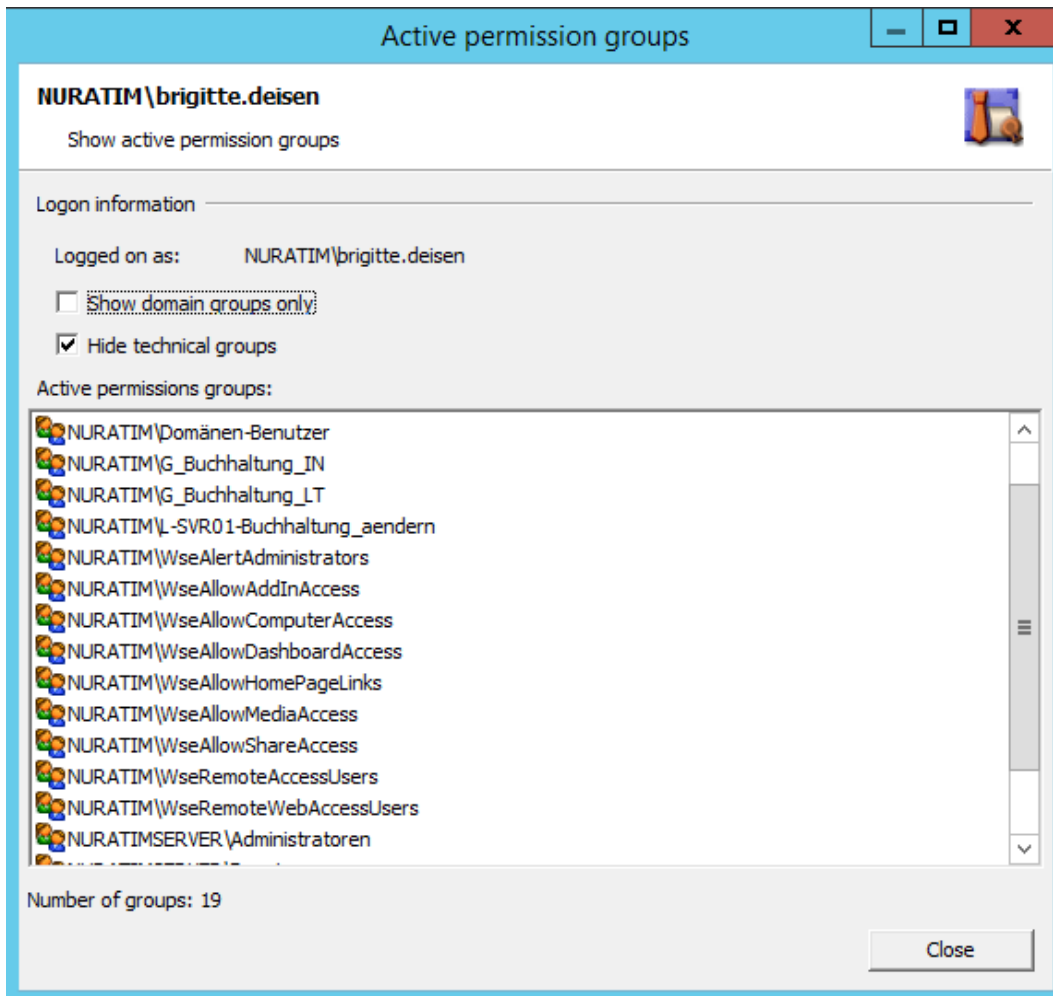 Active permission groups
NURATIM\brigitte.deisen
Show active permission groups
Logon information
Logged on as: NURATIM\brigitte.deisen
Show domain groups only
Hide technical groups
Active permissions groups:
NURATIM\Domänen-Benutzer
NURATIM\G_Buchhaltung_IN
NURATIM\G_Buchhaltung_LT
NURATIM\L-SVR01-Buchhaltung_aendern
NURATIM\WseAlertAdministrators
NURATIM\WseAllowAddInAccess
NURATIM\WseAllowComputerAccess
NURATIM\WseAllowDashboardAccess
NURATIM\WseAllowHomePageLinks
NURATIM\WseAllowMediaAccess
NURATIM\WseAllowShareAccess
NURATIM\WseRemoteAccessUsers
NURATIM\WseRemoteWebAccessUsers
NURATIMSERVER\Administratoren
Number of groups: 19
Close